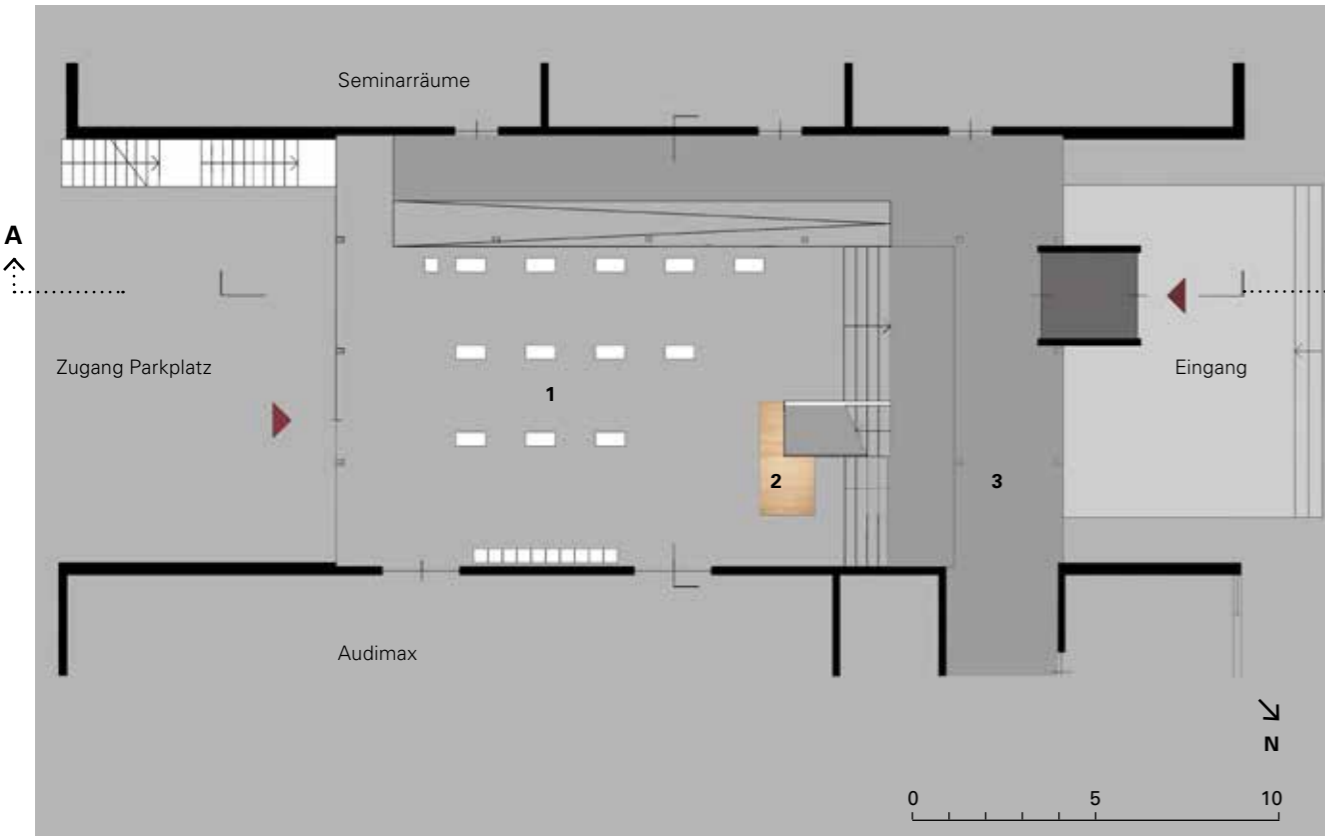 Seminarräume
A
Zugang Parkplatz
Eingang
1
2
3
Audimax
N
0 5 10